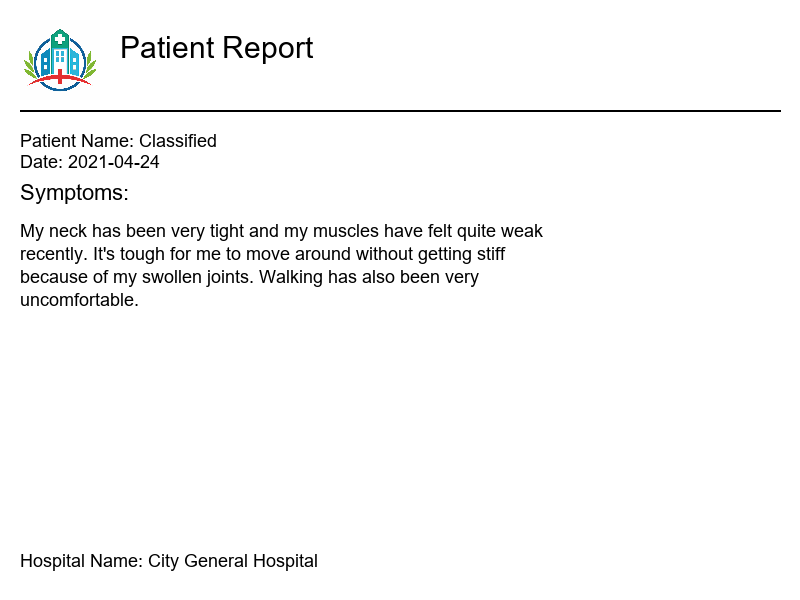 Patient Report
Patient Name: Classified
Date: 2021-04-24
Symptoms:
My neck has been very tight and my muscles have felt quite weak
recently. It's tough for me to move around without getting stiff
because of my swollen joints. Walking has also been very
uncomfortable.
Hospital Name: City General Hospital